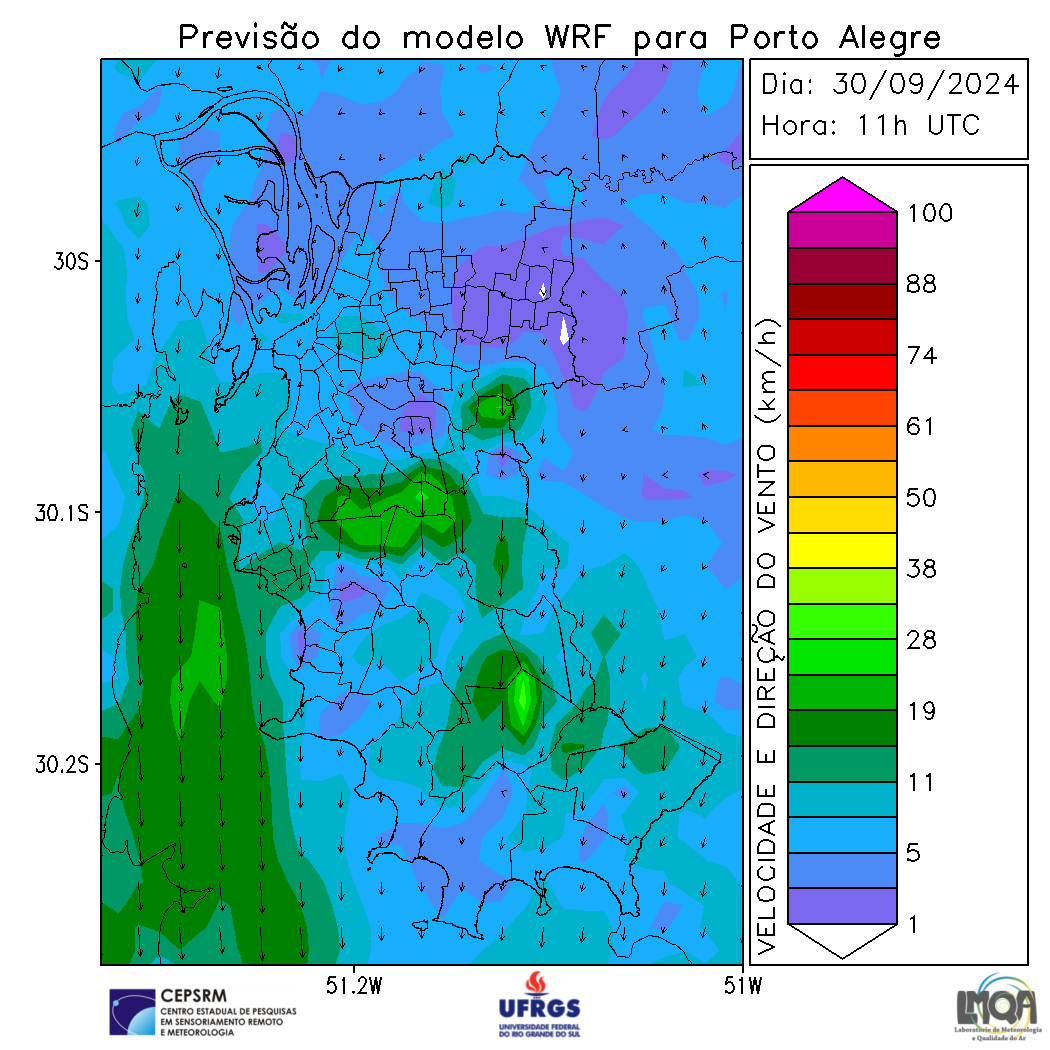 Previsão do modelo WRF para Porto Alegre
Dia: 30/09/2024
Hora: 11h UTC
30S
30.1S
30.2S
51.2W
51W
VELOCIDADE E DIREÇÃO DO VENTO (km/h)
100
88
74
61
50
38
28
19
11
5
1
CEPSRM
CENTRO ESTADUAL DE PESQUISAS
EM SENSORIAMENTO REMOTO
E METEOROLOGIA
UFRGS
UNIVERSIDADE FEDERAL
DO RIO GRANDE DO SUL
LMQA
Laboratório de Meteorologia
e Qualidade do Ar